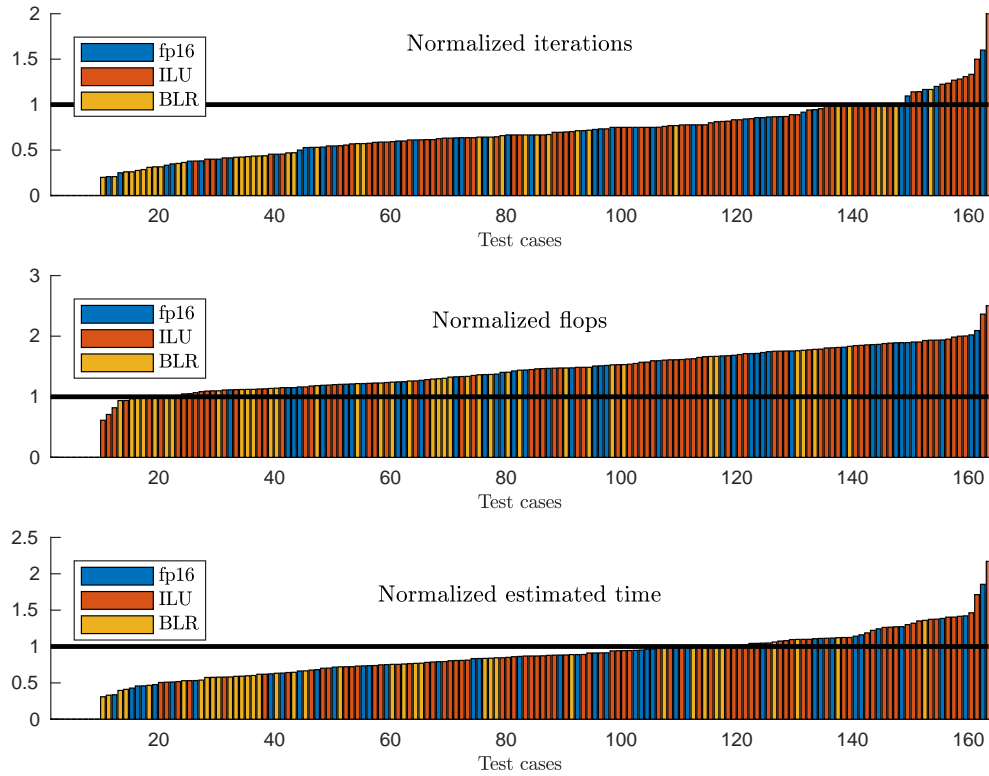 Normalized iterations
2
1.5
1
0.5
0
fp16
ILU
BLR
20 40 60 80 100 120 140 160
Test cases
Normalized flops
3
2
1
0
fp16
ILU
BLR
20 40 60 80 100 120 140 160
Test cases
Normalized estimated time
2.5
2
1.5
1
0.5
0
fp16
ILU
BLR
20 40 60 80 100 120 140 160
Test cases